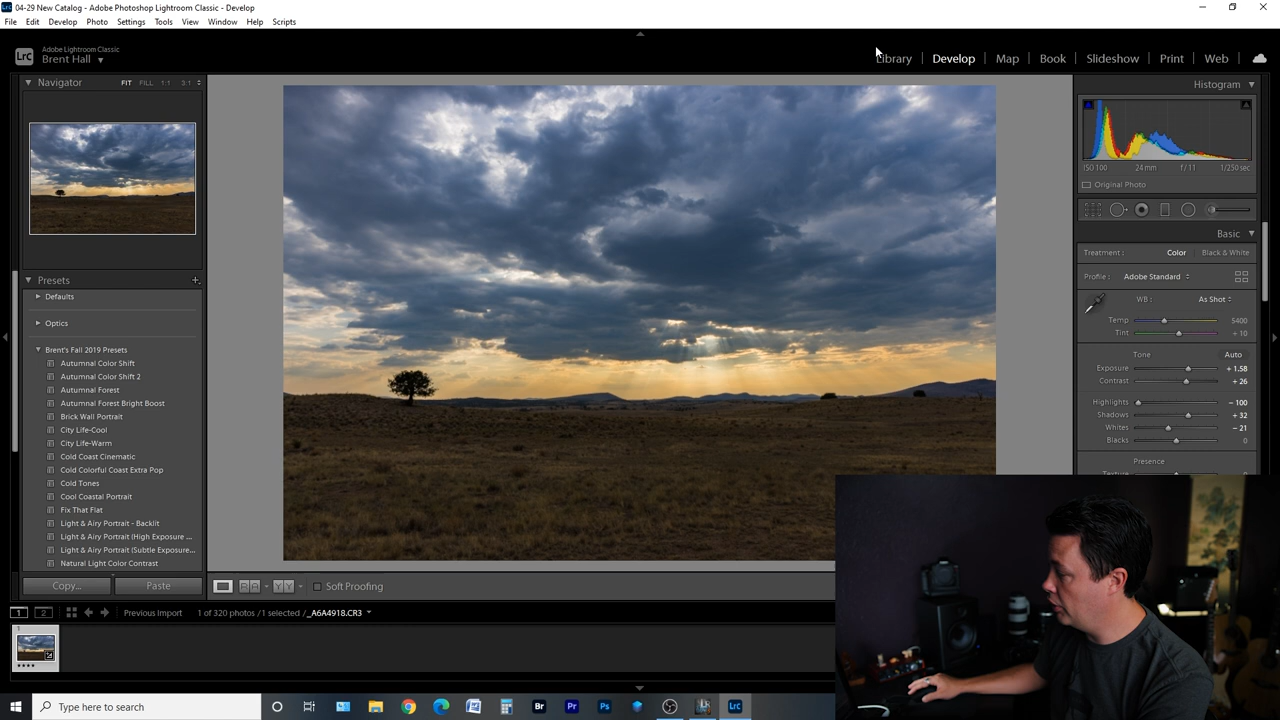 04-29 New Catalog - Adobe Photoshop Lightroom Classic - Develop
File Edit Develop Photo Settings Tools View Window Help Scripts
Lrc
Adobe Lightroom Classic
Brent Hall
Library Develop Map Book Slideshow Print Web
Navigator FIT FILL 1:1 3:1
Histogram
ISO 100 24 mm f / 11 1/250 sec
Original Photo
Basic
Treatment : Color Black & White
Profile : Adobe Standard
WB : As Shot
Temp 5400
Tint + 10
Tone Auto
Exposure + 1.58
Contrast + 26
Highlights − 100
Shadows + 32
Whites − 21
Blacks 0
Presence
Presets
Defaults
Optics
Brent's Fall 2019 Presets
Autumnal Color Shift
Autumnal Color Shift 2
Autumnal Forest
Autumnal Forest Bright Boost
Brick Wall Portrait
City Life-Cool
City Life-Warm
Cold Coast Cinematic
Cold Colorful Coast Extra Pop
Cold Tones
Cool Coastal Portrait
Fix That Flat
Light & Airy Portrait - Backlit
Light & Airy Portrait (High Exposure ...
Light & Airy Portrait (Subtle Exposure...
Natural Light Color Contrast
Copy... Paste
Soft Proofing
1 2 Previous Import 1 of 320 photos /1 selected /_A6A4918.CR3
1
Type here to search
Br Pr Ps LrC